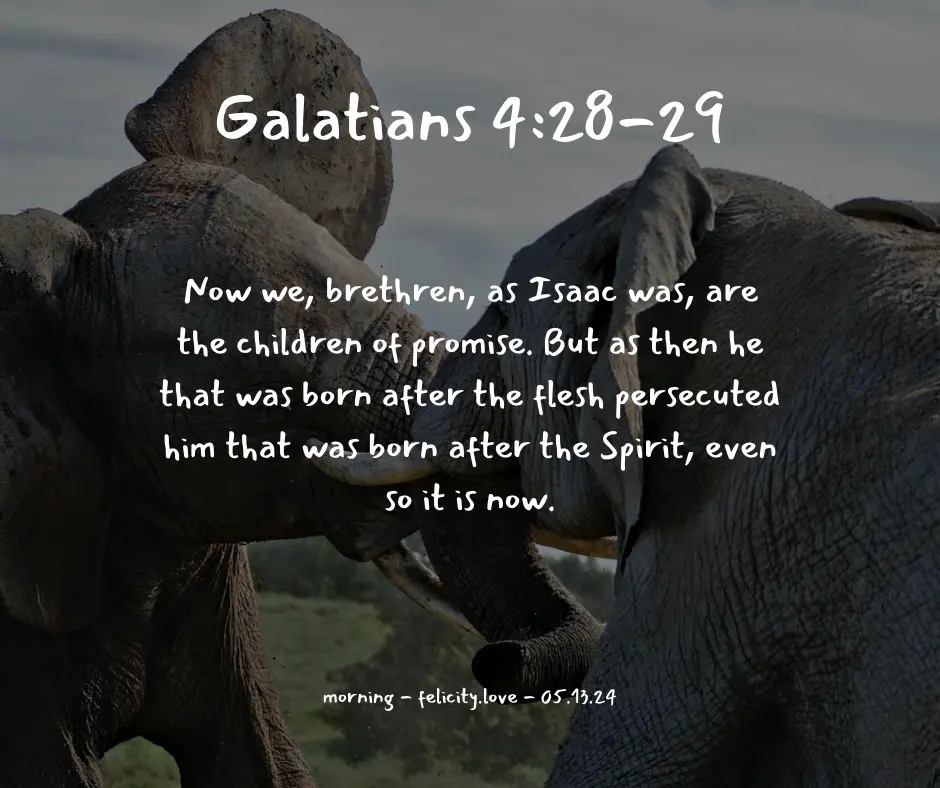 Galatians 4:28-29
Now we, brethren, as Isaac was, are
the children of promise. But as then he
that was born after the flesh persecuted
him that was born after the Spirit, even
so it is now.
morning - felicity.love - 05.13.24